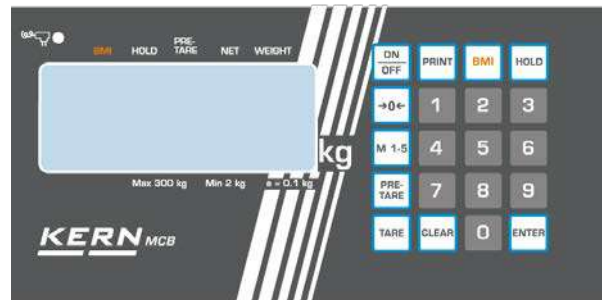 BMI HOLD PRE-TARE NET WEIGHT
kg
Max 300 kg Min 2 kg e = 0.1 kg
KERN MCB
ON OFF PRINT BMI HOLD
→0← 1 2 3
M 1-5 4 5 6
PRE-TARE 7 8 9
TARE CLEAR 0 ENTER